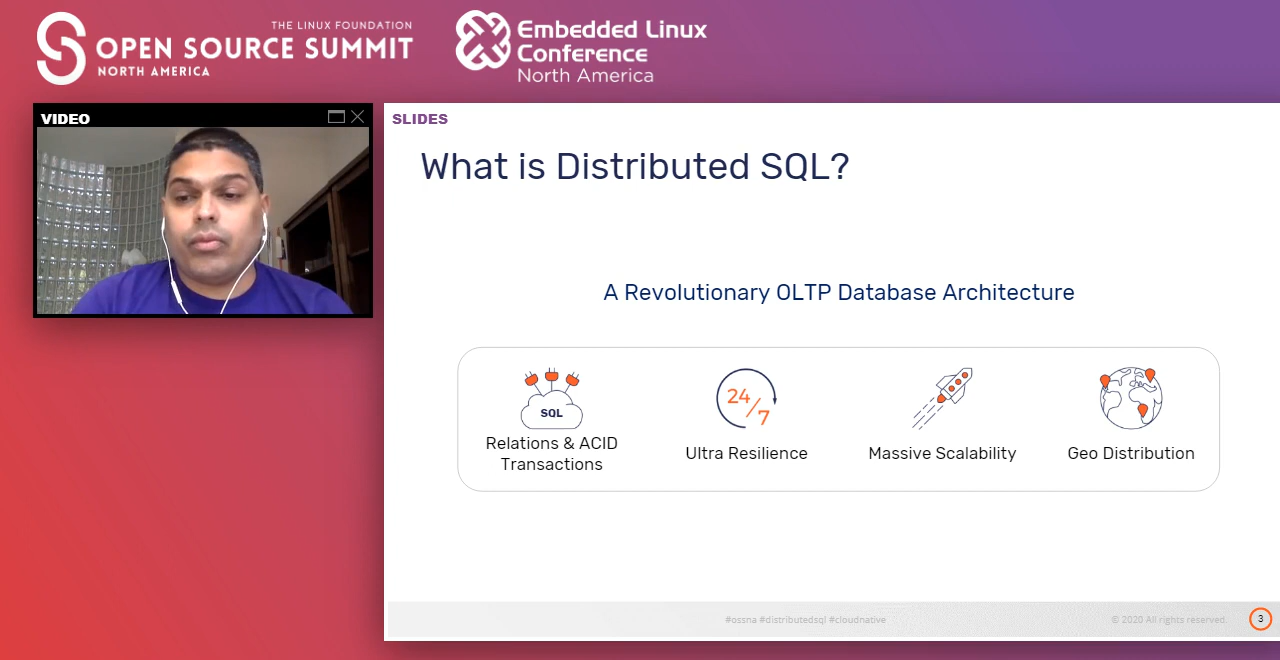 THE LINUX FOUNDATION
OPEN SOURCE SUMMIT
NORTH AMERICA
Embedded Linux
Conference
North America
VIDEO
SLIDES
What is Distributed SQL?
A Revolutionary OLTP Database Architecture
SQL
Relations & ACID
Transactions
24/7
Ultra Resilience
Massive Scalability
Geo Distribution
#ossna #distributedsql #cloudnative
© 2020 All rights reserved.
3